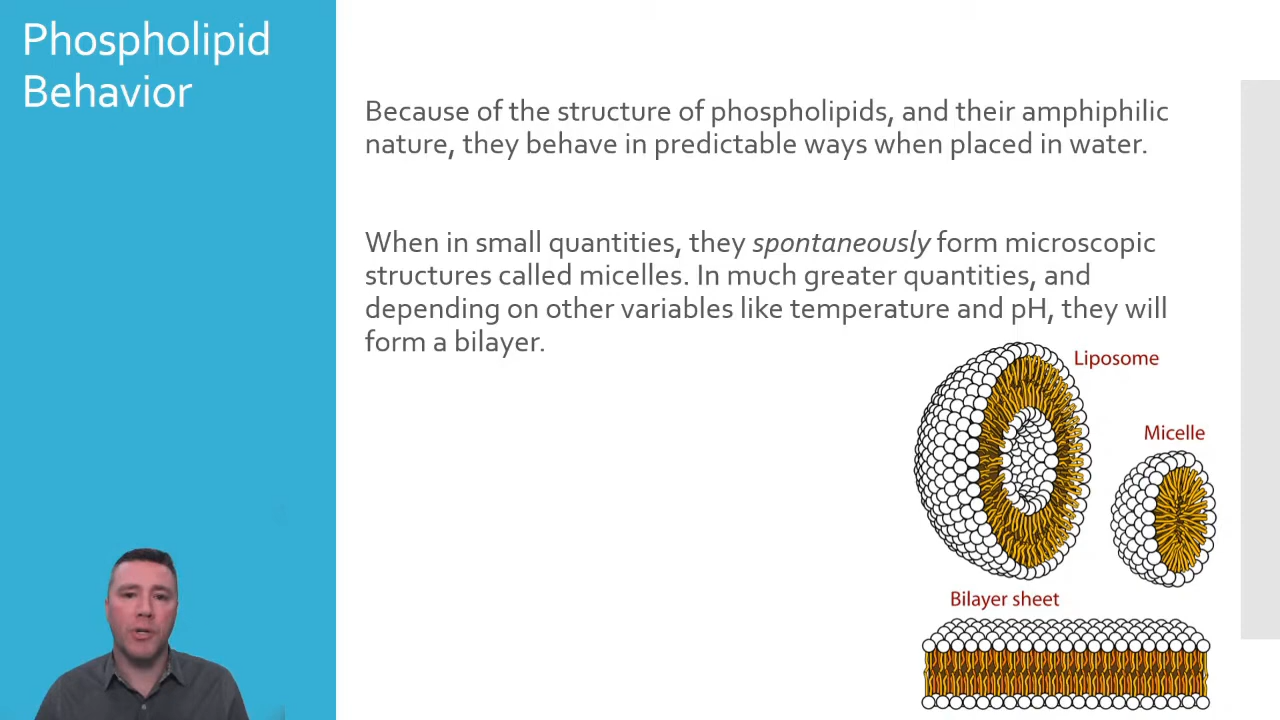 Phospholipid
Behavior
Because of the structure of phospholipids, and their amphiphilic
nature, they behave in predictable ways when placed in water.
When in small quantities, they spontaneously form microscopic
structures called micelles. In much greater quantities, and
depending on other variables like temperature and pH, they will
form a bilayer.
Liposome
Micelle
Bilayer sheet